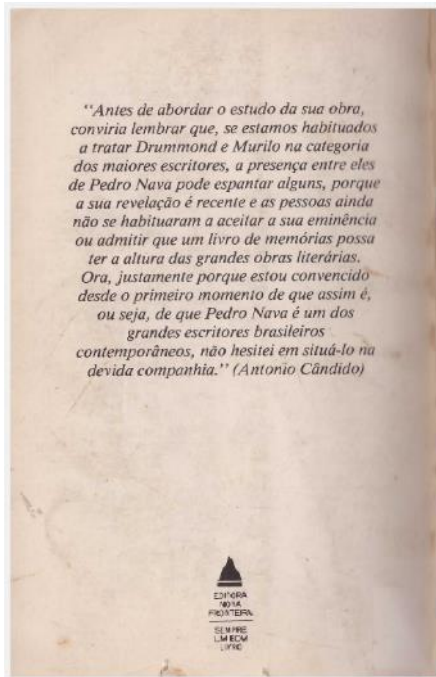 “Antes de abordar o estudo da sua obra,
conviria lembrar que, se estamos habituados
a tratar Drummond e Murilo na categoria
dos maiores escritores, a presença entre eles
de Pedro Nava pode espantar alguns, porque
a sua revelação é recente e as pessoas ainda
não se habituaram a aceitar a sua eminência
ou admitir que um livro de memórias possa
ter a altura das grandes obras literárias.
Ora, justamente porque estou convencido
desde o primeiro momento de que assim é,
ou seja, de que Pedro Nava é um dos
grandes escritores brasileiros
contemporâneos, não hesitei em situá-lo na
devida companhia.” (Antonio Cândido)
EDITORA
NOVA
FRONTEIRA
SEMPRE
UM BOM
LIVRO